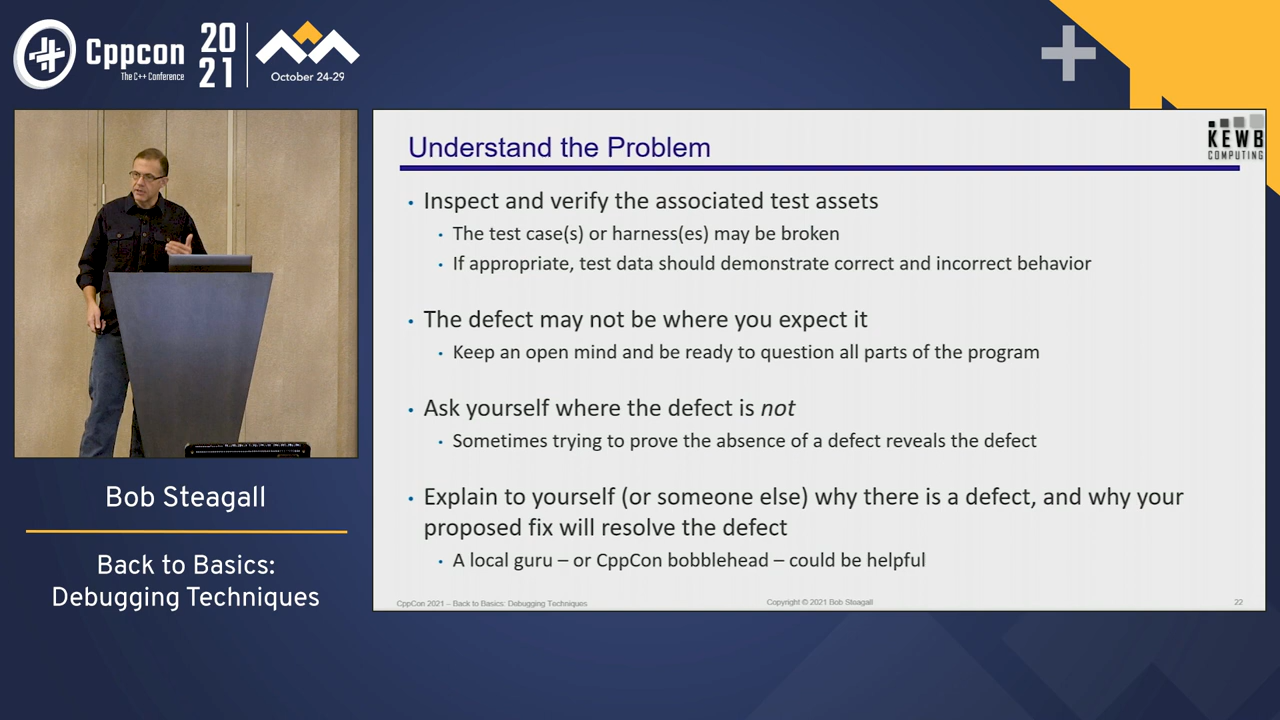 Cppcon
The C++ Conference
20
21
October 24-29
Understand the Problem
KEWB
COMPUTING
• Inspect and verify the associated test assets
• The test case(s) or harness(es) may be broken
• If appropriate, test data should demonstrate correct and incorrect behavior
• The defect may not be where you expect it
• Keep an open mind and be ready to question all parts of the program
• Ask yourself where the defect is not
• Sometimes trying to prove the absence of a defect reveals the defect
• Explain to yourself (or someone else) why there is a defect, and why your
proposed fix will resolve the defect
• A local guru – or CppCon bobblehead – could be helpful
CppCon 2021 – Back to Basics: Debugging Techniques
Copyright © 2021 Bob Steagall
22
Bob Steagall
Back to Basics:
Debugging Techniques